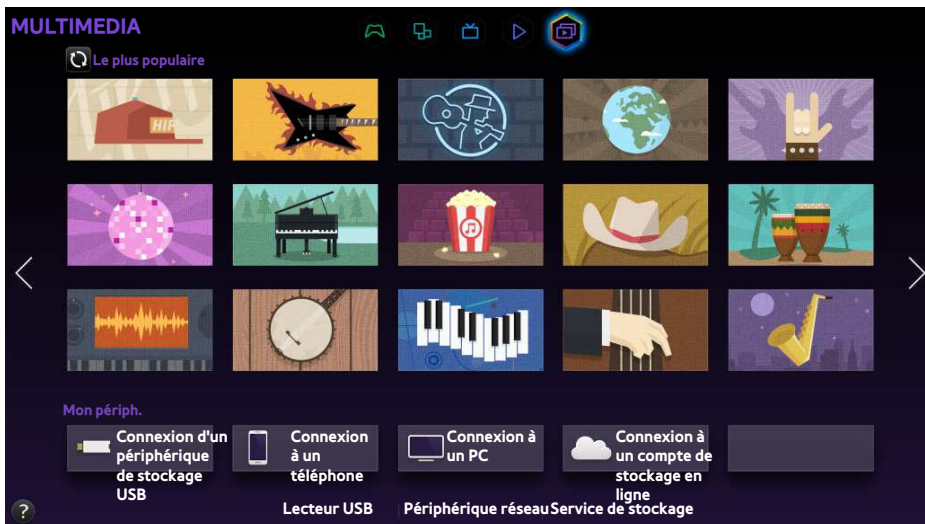 MULTIMEDIA
Le plus populaire
HIP
Mon périph.
Connexion d'un
périphérique
de stockage
USB
Connexion
à un
téléphone
Connexion à
un PC
Connexion à
un compte de
stockage en
ligne
?
Lecteur USB
Périphérique réseau
Service de stockage